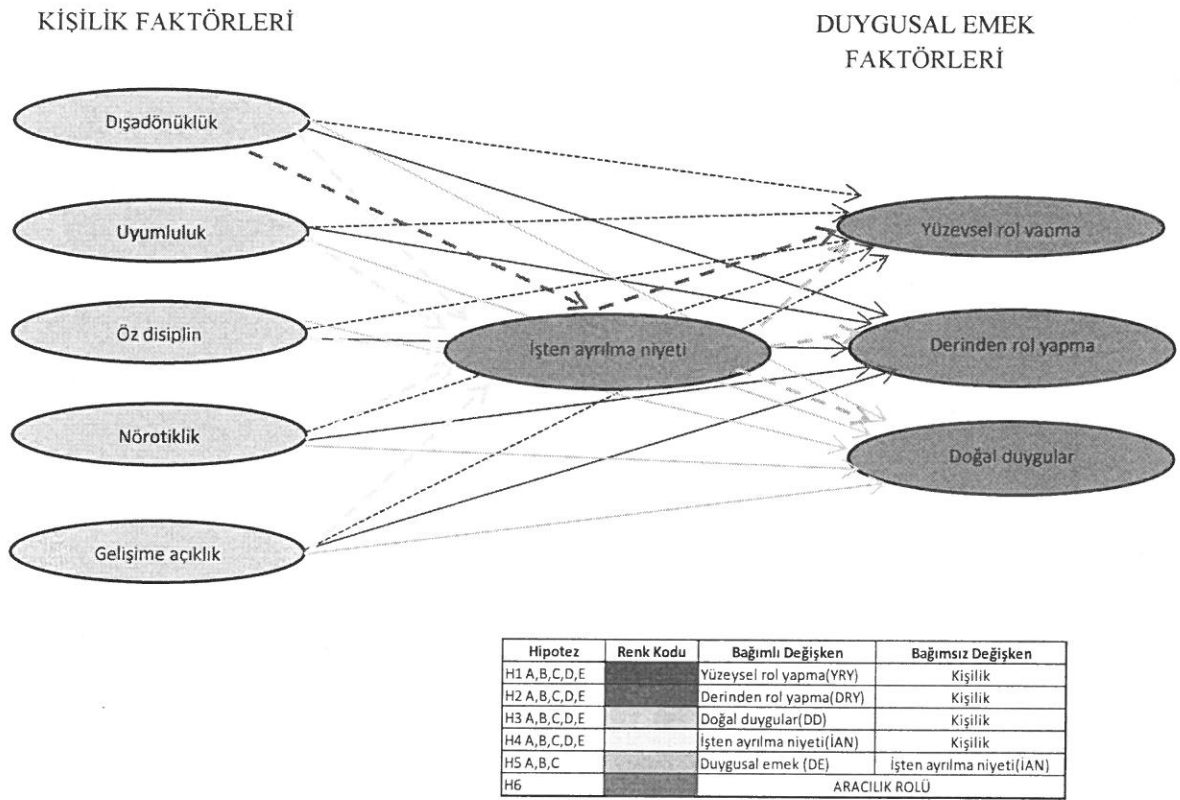 KİŞİLİK FAKTÖRLERİ
DUYGUSAL EMEK
FAKTÖRLERİ
Dışadönüklük
Uyumluluk
Öz disiplin
Nörotiklik
Gelişime açıklık
İşten ayrılma niyeti
Yüzeysel rol yapma
Derinden rol yapma
Doğal duygular
Hipotez Renk Kodu Bağımlı Değişken Bağımsız Değişken
H1 A,B,C,D,E Yüzeysel rol yapma(YRY) Kişilik
H2 A,B,C,D,E Derinden rol yapma(DRY) Kişilik
H3 A,B,C,D,E Doğal duygular(DD) Kişilik
H4 A,B,C,D,E İşten ayrılma niyeti(İAN) Kişilik
H5 A,B,C Duygusal emek (DE) İşten ayrılma niyeti(İAN)
H6 ARACILIK ROLÜ